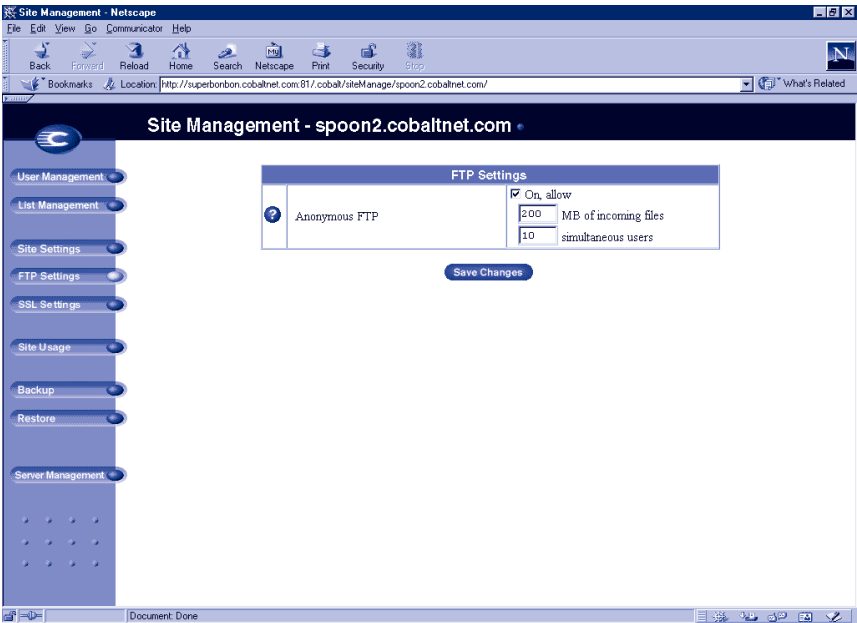 Site Management - Netscape
File Edit View Go Communicator Help
Back Forward Reload Home Search Netscape Print Security Stop
Bookmarks Location: http://superbonbon.cobaltnet.com:81/.cobalt/siteManage/spoon2.cobaltnet.com/ What's Related
Site Management - spoon2.cobaltnet.com
User Management
List Management
Site Settings
FTP Settings
SSL Settings
Site Usage
Backup
Restore
Server Management
FTP Settings
Anonymous FTP
On, allow
200 MB of incoming files
10 simultaneous users
Save Changes
Document: Done